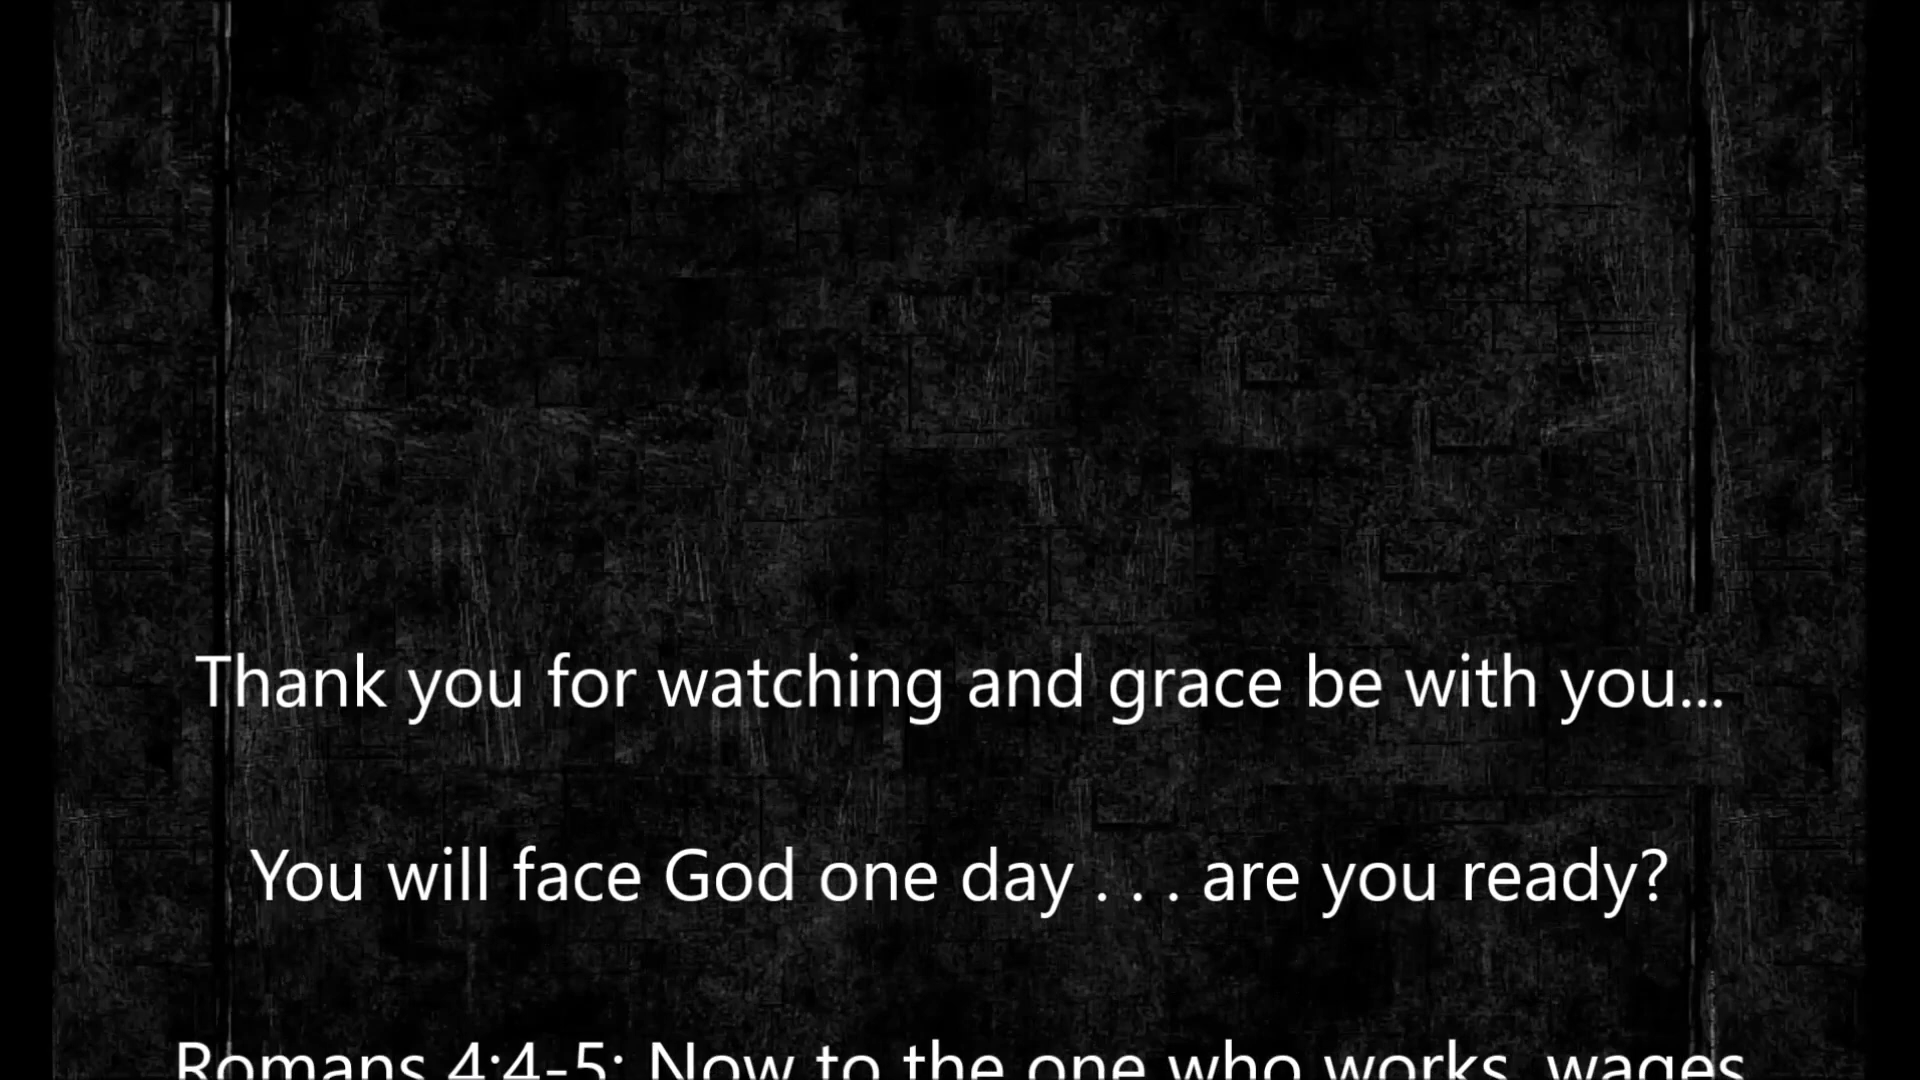 Thank you for watching and grace be with you...
You will face God one day . . . are you ready?
Romans 4:4-5: Now to the one who works, wages